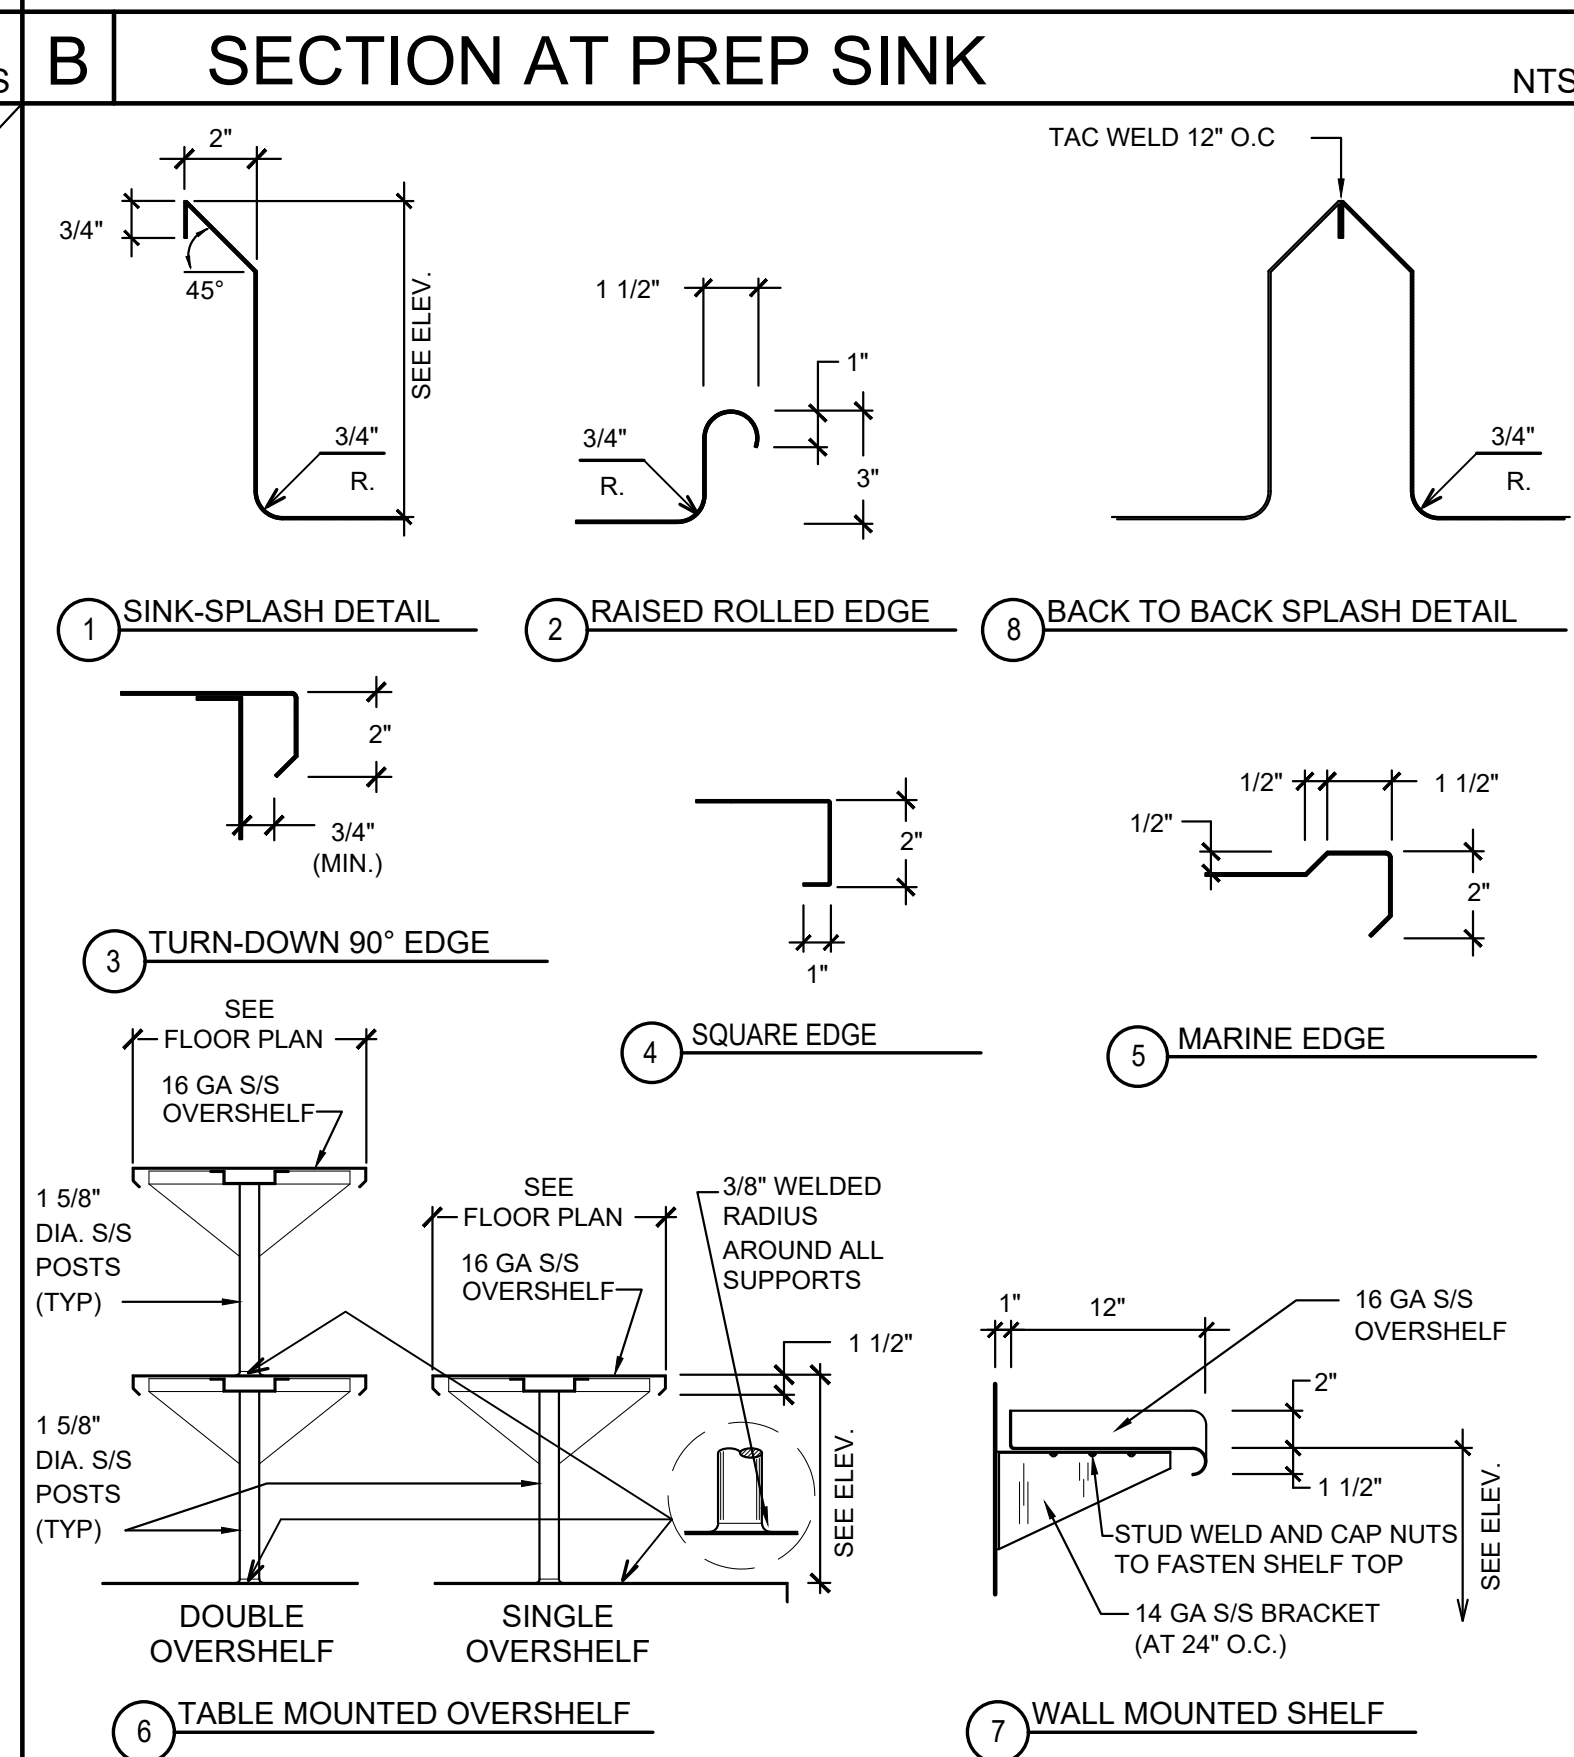 S
B
SECTION AT PREP SINK
NTS
2"
3/4"
45°
SEE ELEV.
3/4"
R.
1 SINK-SPLASH DETAIL
1 1/2"
1"
3/4"
R.
3"
2 RAISED ROLLED EDGE
TAC WELD 12" O.C
3/4"
R.
8 BACK TO BACK SPLASH DETAIL
2"
3/4"
(MIN.)
3 TURN-DOWN 90° EDGE
2"
1"
4 SQUARE EDGE
1/2"
1 1/2"
1/2"
2"
5 MARINE EDGE
SEE
FLOOR PLAN
16 GA S/S
OVERSHELF
1 5/8"
DIA. S/S
POSTS
(TYP)
1 5/8"
DIA. S/S
POSTS
(TYP)
DOUBLE
OVERSHELF
SEE
FLOOR PLAN
16 GA S/S
OVERSHELF
3/8" WELDED
RADIUS
AROUND ALL
SUPPORTS
1 1/2"
SEE ELEV.
SINGLE
OVERSHELF
6 TABLE MOUNTED OVERSHELF
1"
12"
16 GA S/S
OVERSHELF
2"
1 1/2"
SEE ELEV.
STUD WELD AND CAP NUTS
TO FASTEN SHELF TOP
14 GA S/S BRACKET
(AT 24" O.C.)
7 WALL MOUNTED SHELF